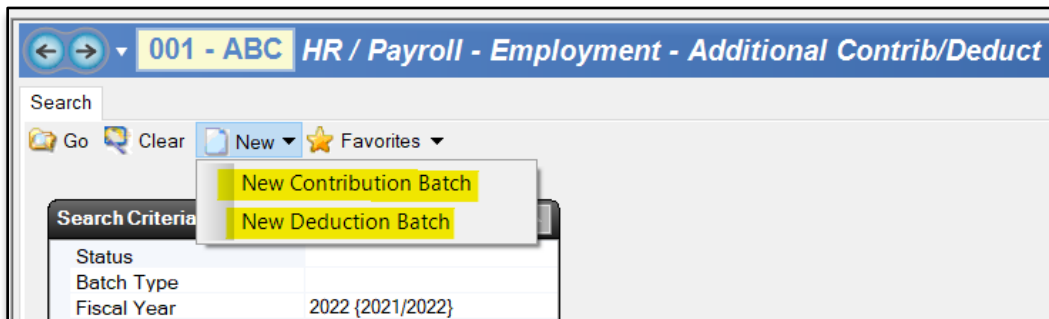 001 - ABC HR / Payroll - Employment - Additional Contrib/Deduct
Search
Go Clear New Favorites
New Contribution Batch
New Deduction Batch
Search Criteria
Status
Batch Type
Fiscal Year 2022 {2021/2022}